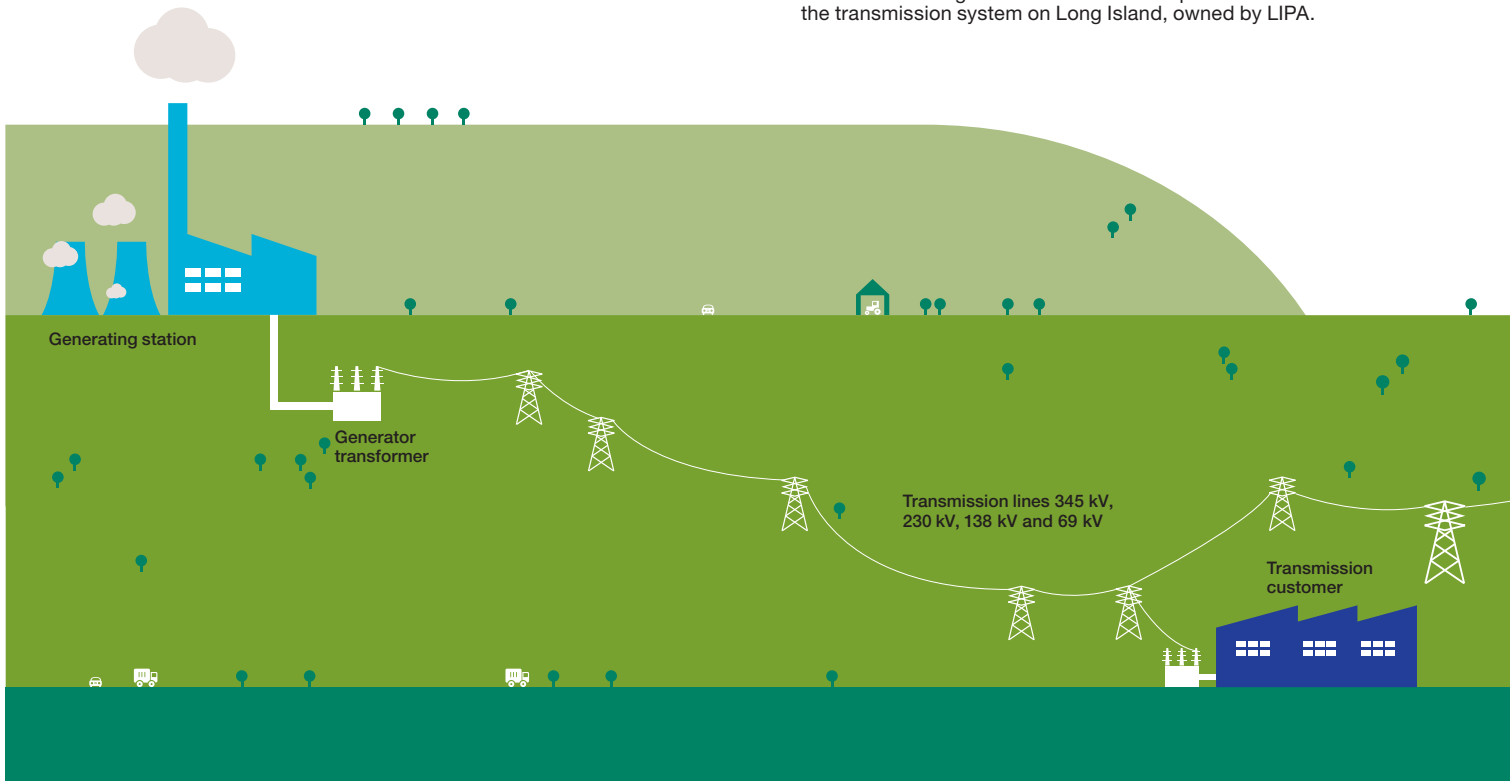 the transmission system on Long Island, owned by LIPA.
Generating station
Generator
transformer
Transmission lines 345 kV,
230 kV, 138 kV and 69 kV
Transmission
customer